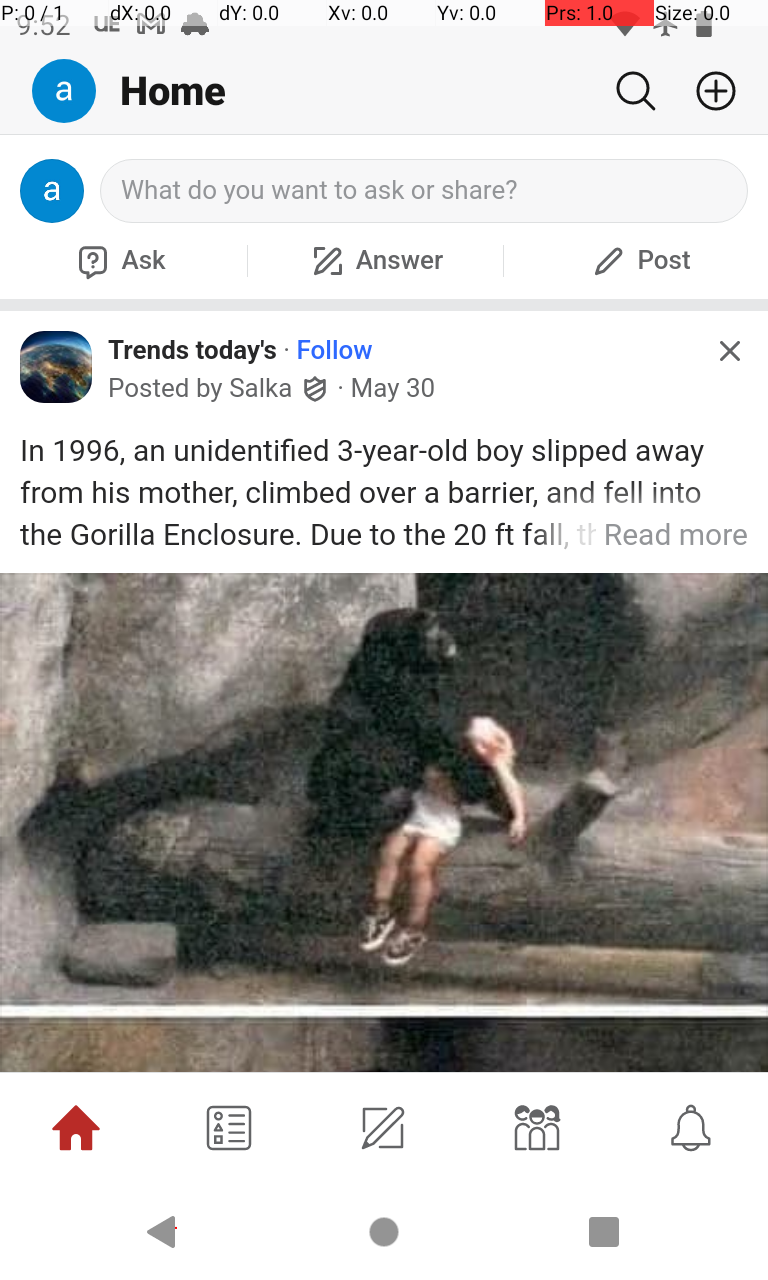 P: 0 / 1 dX: 0.0 dY: 0.0 Xv: 0.0 Yv: 0.0 Prs: 1.0 Size: 0.0
9:52 UE
a Home
a What do you want to ask or share?
Ask Answer Post
Trends today's · Follow
Posted by Salka · May 30
In 1996, an unidentified 3-year-old boy slipped away
from his mother, climbed over a barrier, and fell into
the Gorilla Enclosure. Due to the 20 ft fall, th Read more